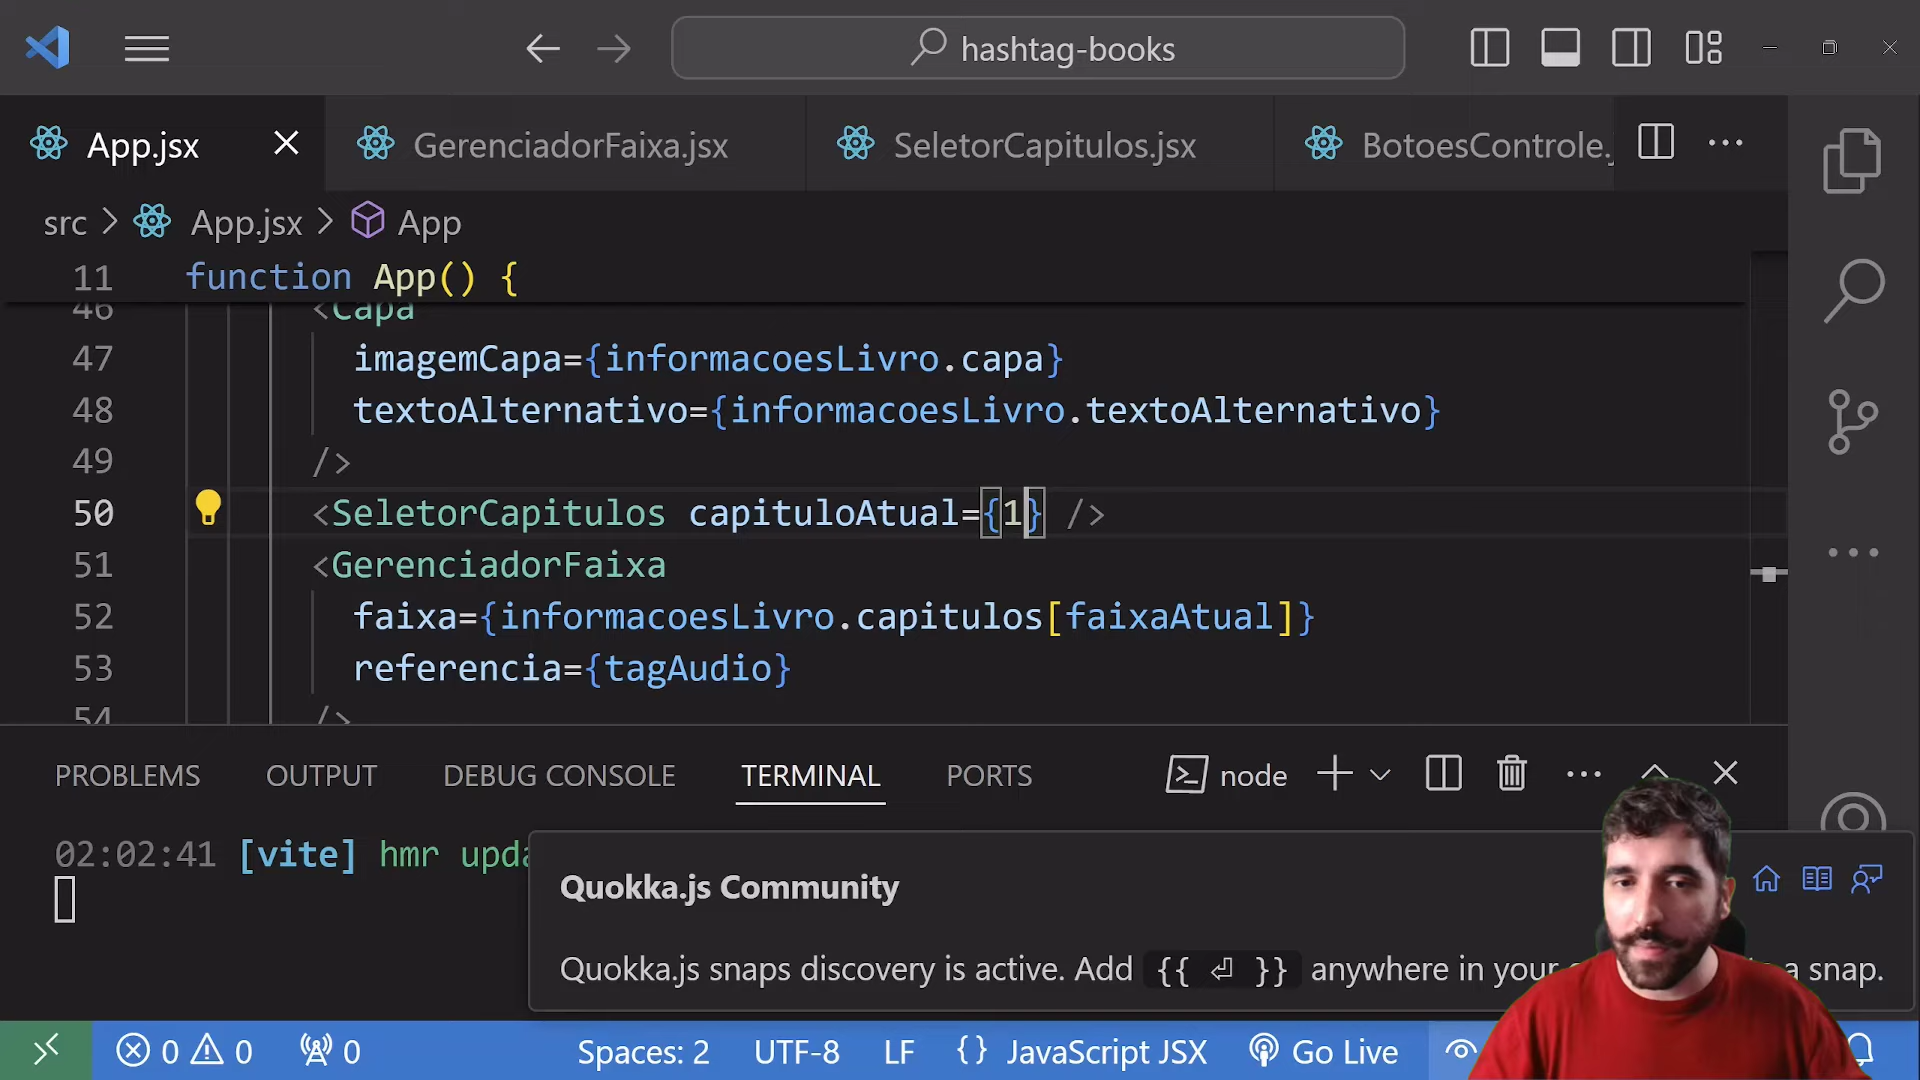 hashtag-books
App.jsx
GerenciadorFaixa.jsx
SeletorCapitulos.jsx
BotoesControle.j
src > App.jsx > App
11 function App() {
46 <Capa
47 imagemCapa={informacoesLivro.capa}
48 textoAlternativo={informacoesLivro.textoAlternativo}
49 />
50 <SeletorCapitulos capituloAtual={1} />
51 <GerenciadorFaixa
52 faixa={informacoesLivro.capitulos[faixaAtual]}
53 referencia={tagAudio}
54 />
PROBLEMS OUTPUT DEBUG CONSOLE TERMINAL PORTS node
02:02:41 [vite] hmr upda
Quokka.js Community
Quokka.js snaps discovery is active. Add {{ ⏎ }} anywhere in your a snap.
0 0 0 Spaces: 2 UTF-8 LF {} JavaScript JSX Go Live